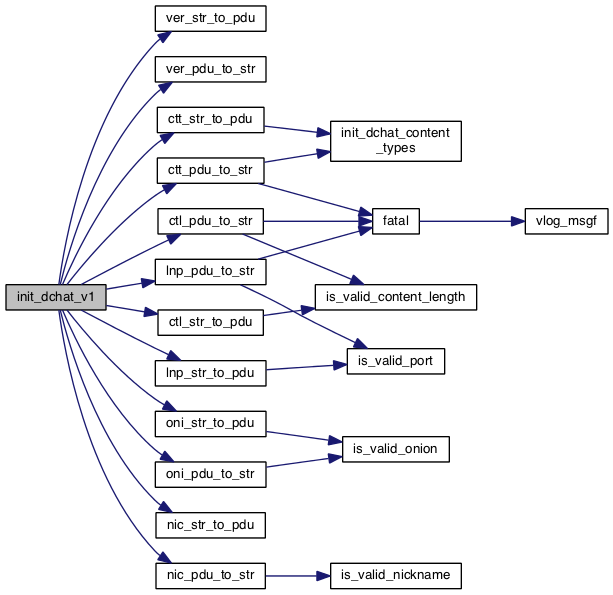 ver_str_to_pdu
ver_pdu_to_str
ctt_str_to_pdu
init_dchat_content
_types
ctt_pdu_to_str
ctl_pdu_to_str
fatal
vlog_msgf
lnp_pdu_to_str
init_dchat_v1
is_valid_content_length
ctl_str_to_pdu
is_valid_port
lnp_str_to_pdu
oni_str_to_pdu
is_valid_onion
oni_pdu_to_str
nic_str_to_pdu
nic_pdu_to_str
is_valid_nickname